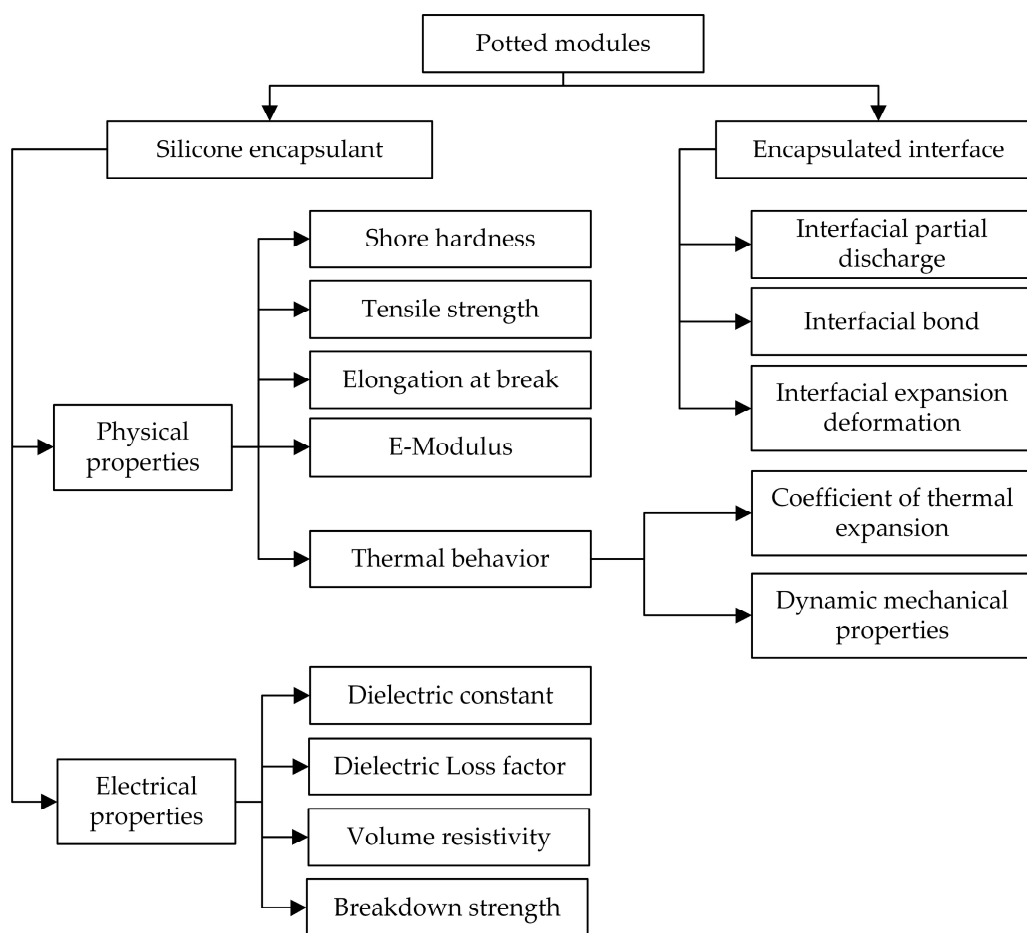 Potted modules
Silicone encapsulant
Encapsulated interface
Shore hardness
Interfacial partial
discharge
Tensile strength
Interfacial bond
Elongation at break
Interfacial expansion
deformation
Physical
properties
E-Modulus
Coefficient of thermal
expansion
Thermal behavior
Dynamic mechanical
properties
Dielectric constant
Dielectric Loss factor
Electrical
properties
Volume resistivity
Breakdown strength